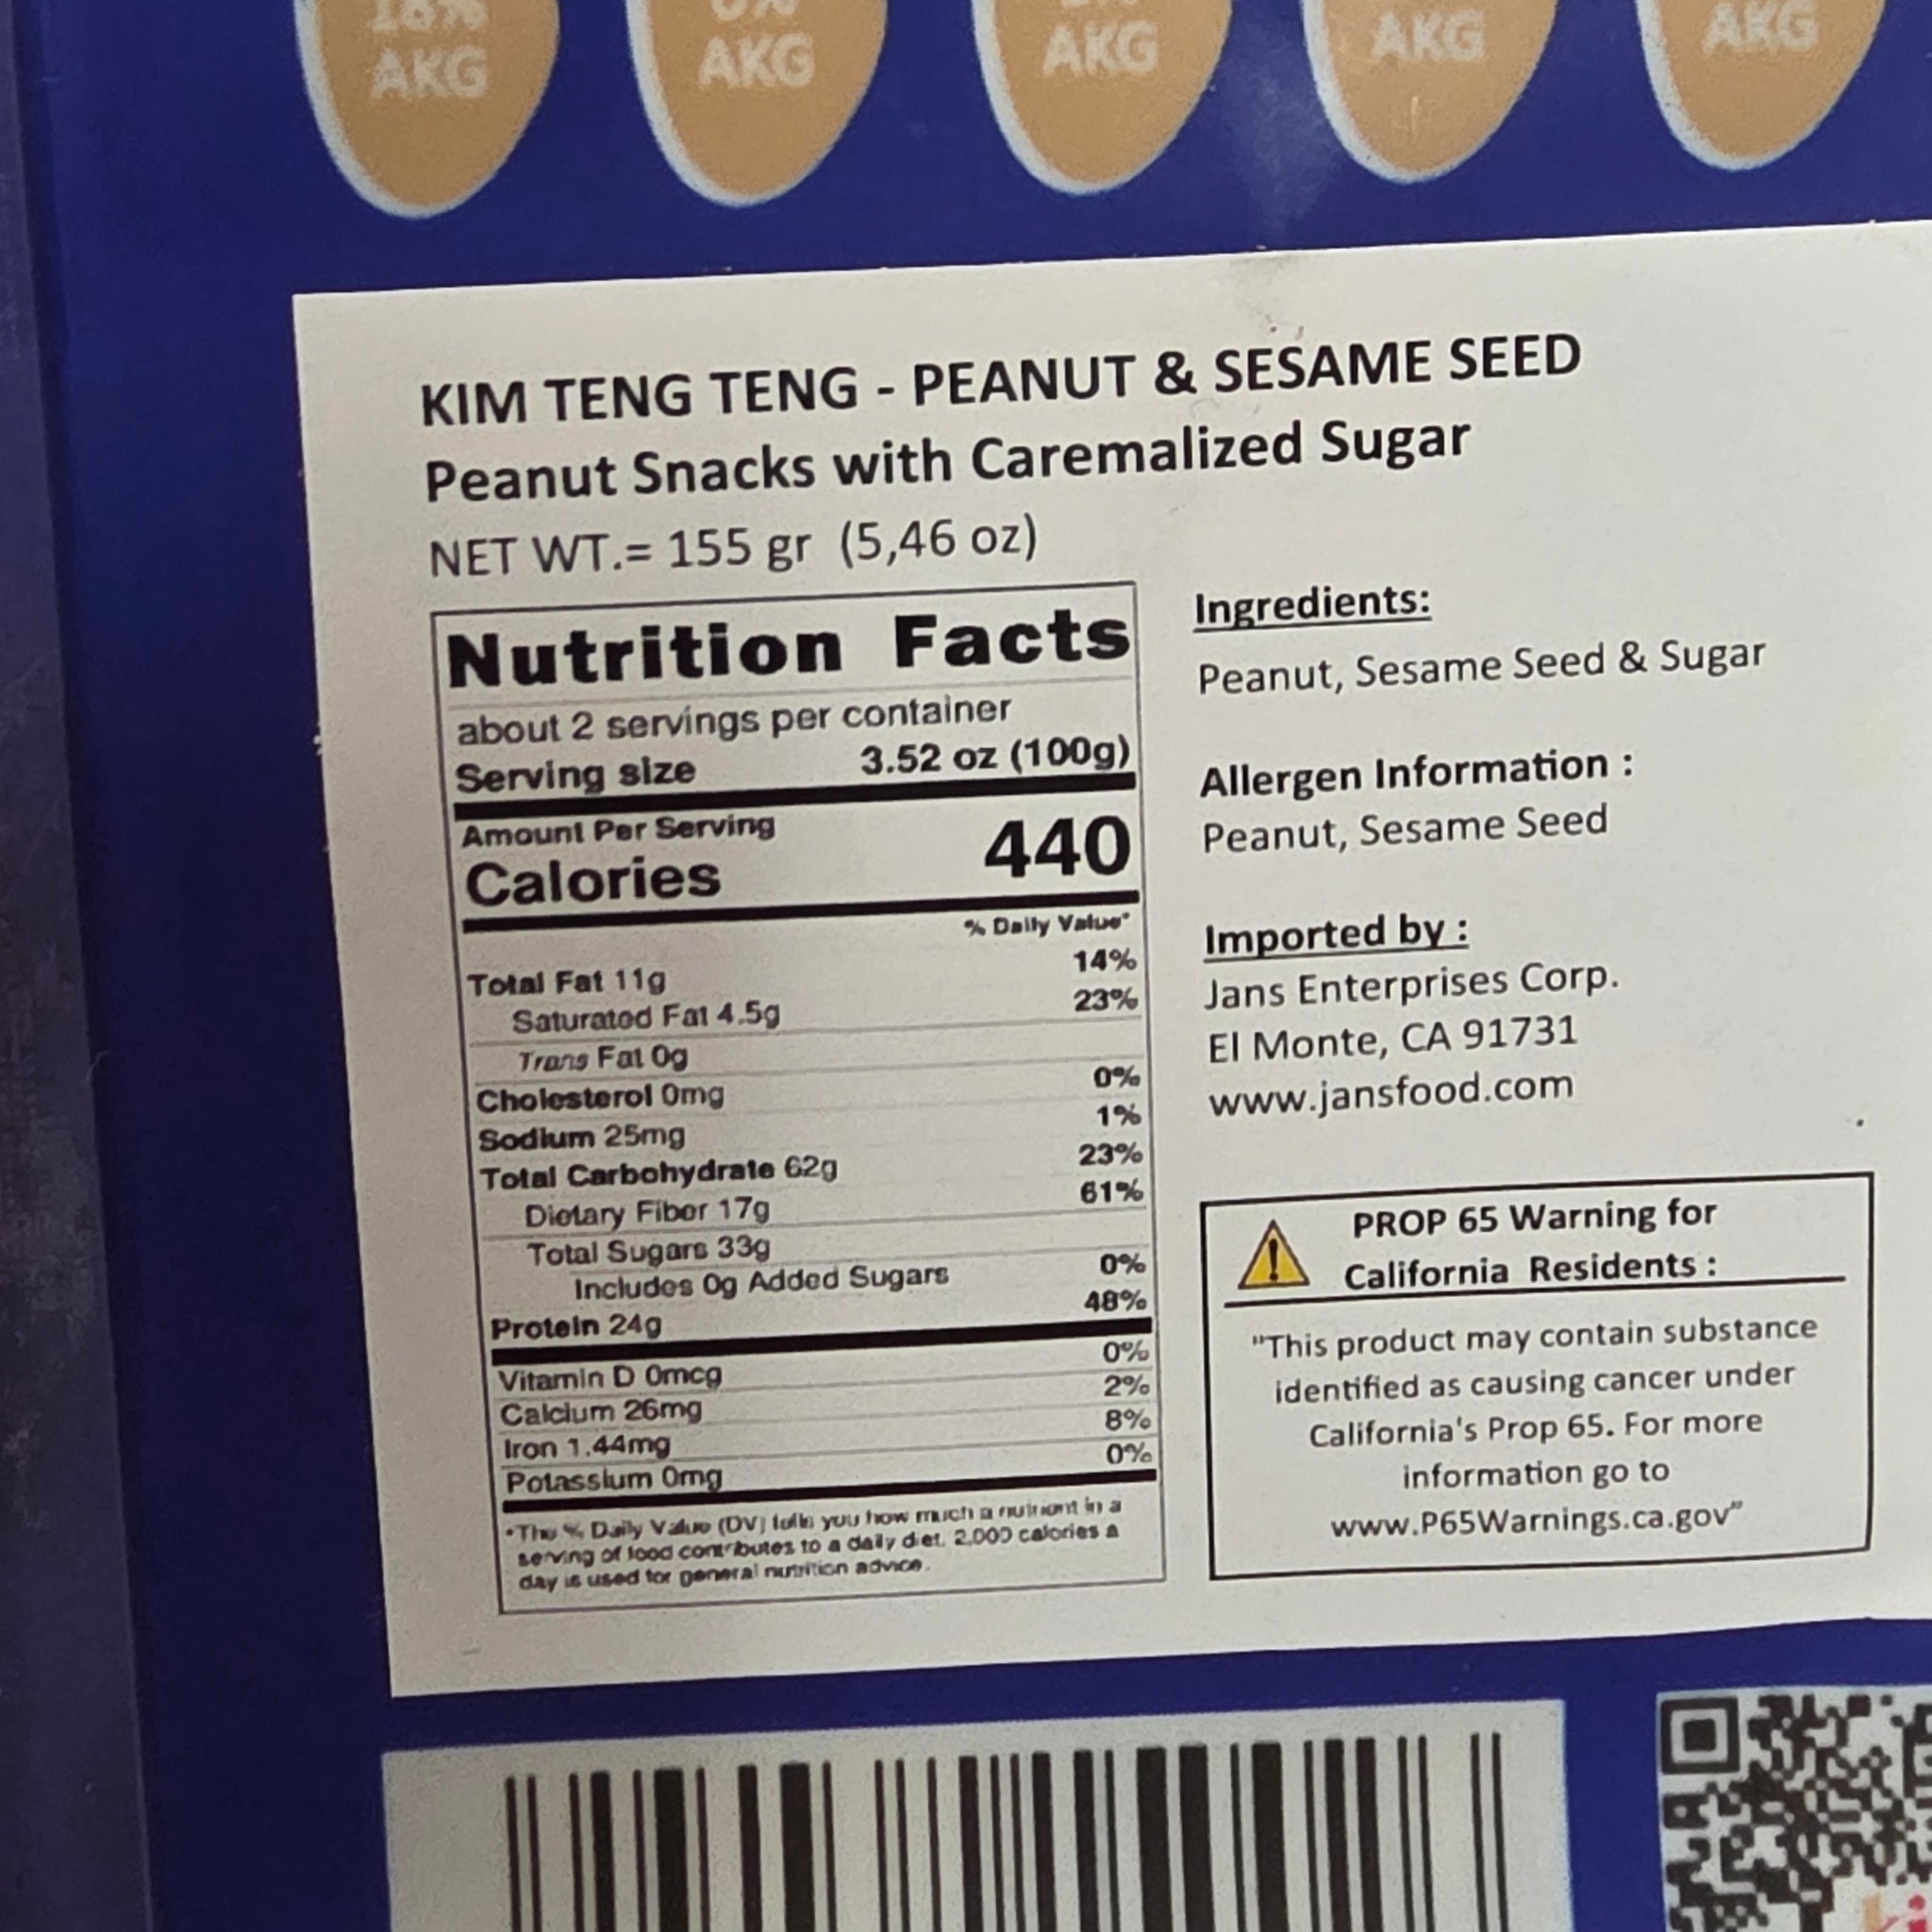 18%
AKG
0%
AKG
AKG
AKG
AKG
KIM TENG TENG - PEANUT & SESAME SEED
Peanut Snacks with Caremalized Sugar
NET WT.= 155 gr (5,46 oz)
Nutrition Facts
about 2 servings per container
Serving size 3.52 oz (100g)
Amount Per Serving
Calories 440
% Daily Value*
Total Fat 11g 14%
Saturated Fat 4.5g 23%
Trans Fat 0g
Cholesterol 0mg 0%
Sodium 25mg 1%
Total Carbohydrate 62g 23%
Dietary Fiber 17g 61%
Total Sugars 33g
Includes 0g Added Sugars 0%
Protein 24g 48%
Vitamin D 0mcg 0%
Calcium 26mg 2%
Iron 1.44mg 8%
Potassium 0mg 0%
*The % Daily Value (DV) tells you how much a nutrient in a
serving of food contributes to a daily diet. 2,000 calories a
day is used for general nutrition advice.
Ingredients:
Peanut, Sesame Seed & Sugar
Allergen Information :
Peanut, Sesame Seed
Imported by :
Jans Enterprises Corp.
El Monte, CA 91731
www.jansfood.com
PROP 65 Warning for
California Residents :
"This product may contain substance
identified as causing cancer under
California's Prop 65. For more
information go to
www.P65Warnings.ca.gov"